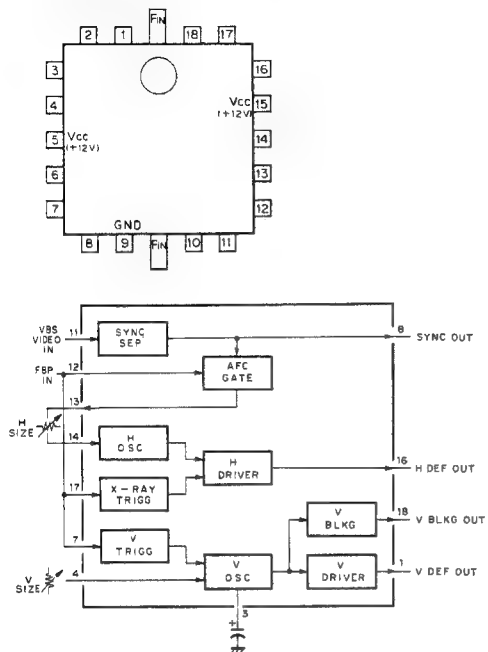 FIN
2 1 18 17
3 16
4 VCC 15
(+12V)
5 VCC 14
(+12V)
6 13
7 12
GND
8 9 FIN 10 11
VBS
VIDEO
IN
11
SYNC
SEP
8
SYNC OUT
FBP
IN
12
AFC
GATE
13
H
SIZE
14
H
OSC
H
DRIVER
16
H DEF OUT
17
X-RAY
TRIGG
V
BLKG
18
V BLKG OUT
7
V
TRIGG
V
SIZE
4
V
OSC
V
DRIVER
1
V DEF OUT
3
+